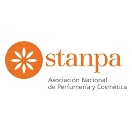 stanpa
Asociación Nacional
de Perfumería y Cosmética